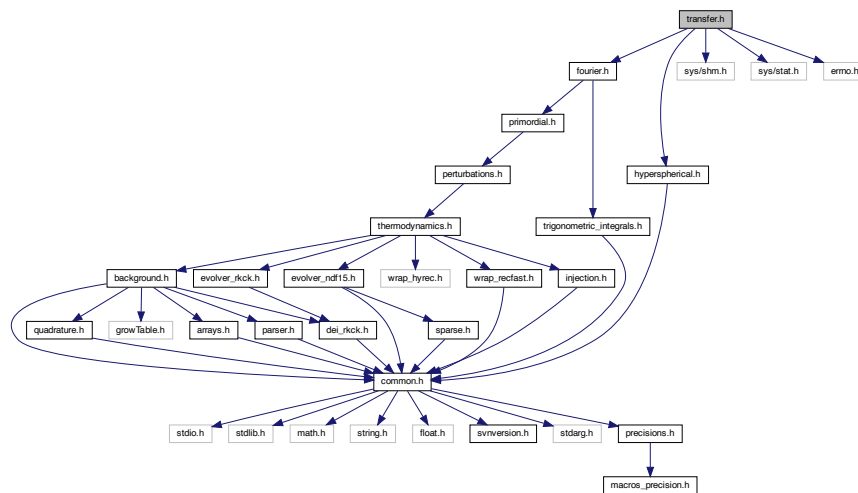 transfer.h
fourier.h
sys/shm.h
sys/stat.h
errno.h
primordial.h
perturbations.h
hyperspherical.h
thermodynamics.h
trigonometric_integrals.h
background.h
evolver_rkck.h
evolver_ndf15.h
wrap_hyrec.h
wrap_recfast.h
injection.h
quadrature.h
growTable.h
arrays.h
parser.h
dei_rkck.h
sparse.h
common.h
stdio.h
stdlib.h
math.h
string.h
float.h
svnversion.h
stdarg.h
precisions.h
macros_precision.h